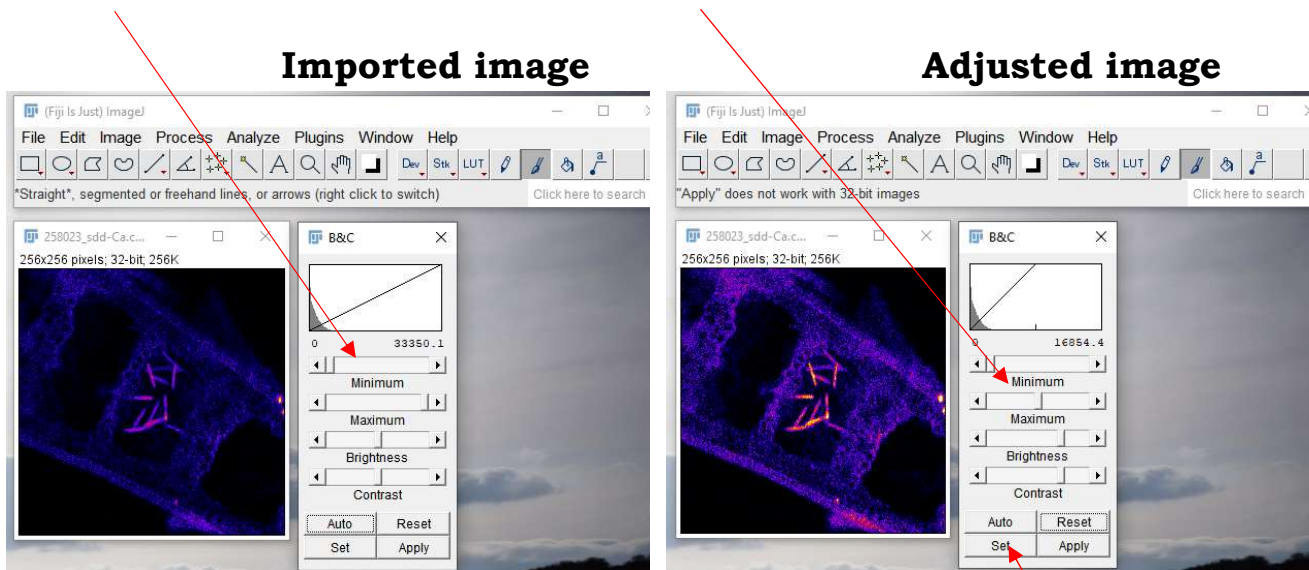 Imported image
(Fiji Is Just) ImageJ
File Edit Image Process Analyze Plugins Window Help
A Dev Stk LUT a
*Straight*, segmented or freehand lines, or arrows (right click to switch) Click here to search
258023_sdd-Ca.c...
256x256 pixels; 32-bit; 256K
B&C
0 33350.1
Minimum
Maximum
Brightness
Contrast
Auto Reset
Set Apply
Adjusted image
(Fiji Is Just) ImageJ
File Edit Image Process Analyze Plugins Window Help
A Dev Stk LUT a
"Apply" does not work with 32-bit images Click here to search
258023_sdd-Ca.c...
256x256 pixels; 32-bit; 256K
B&C
0 16854.4
Minimum
Maximum
Brightness
Contrast
Auto Reset
Set Apply